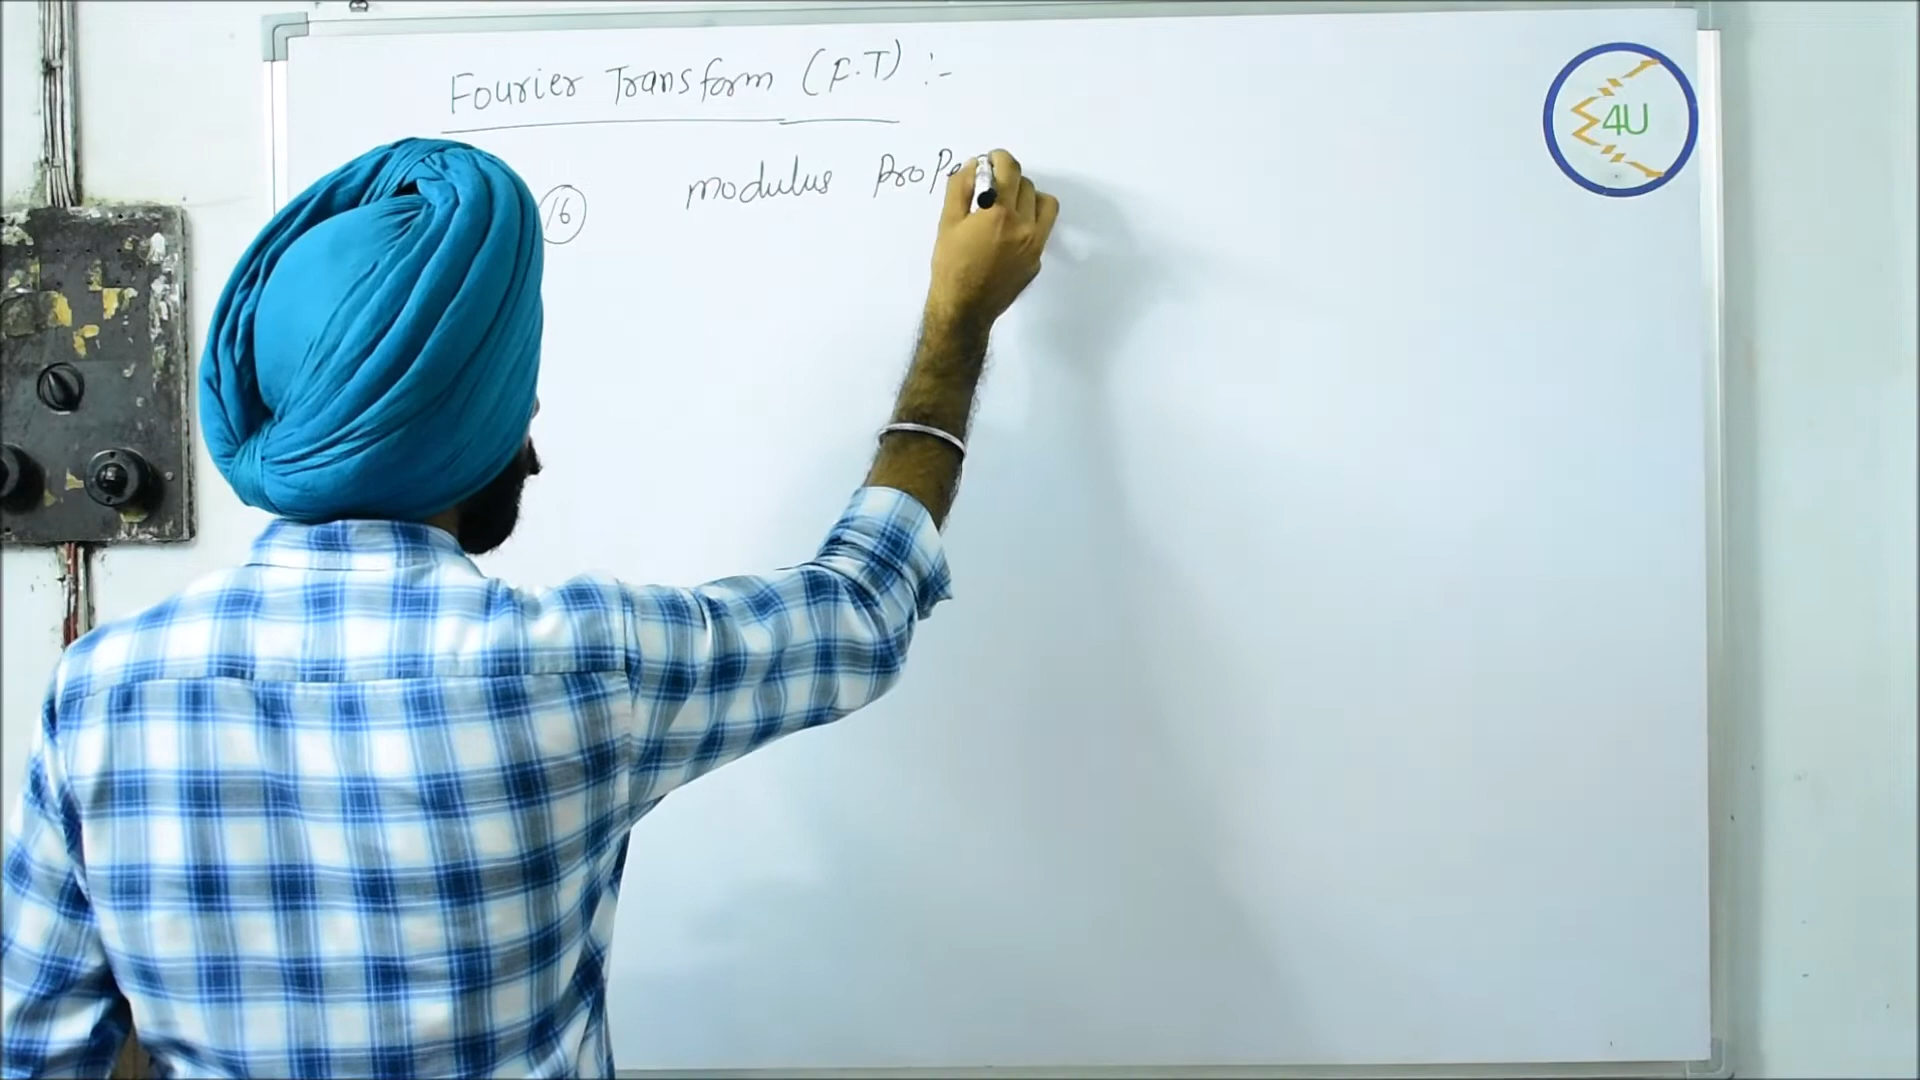 Fourier Transform (F.T) :-
16 modulus Prope
4U